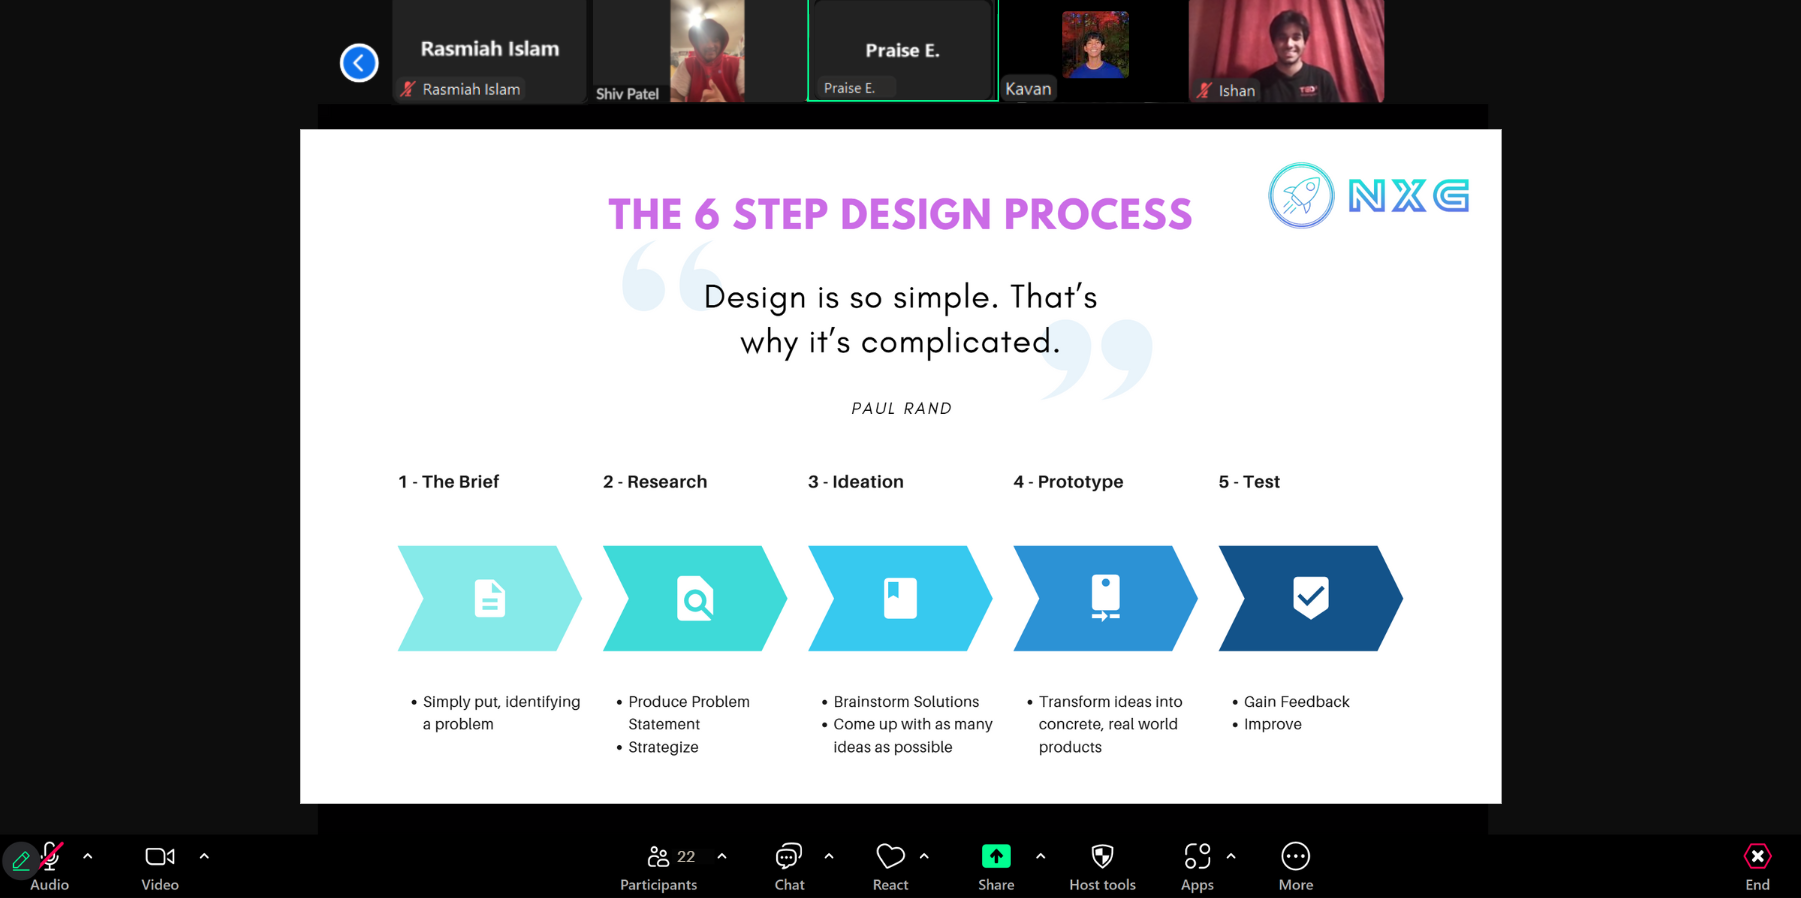 Rasmiah Islam
Rasmiah Islam
Shiv Patel
Praise E.
Praise E.
Kavan
Ishan
NXG
THE 6 STEP DESIGN PROCESS
Design is so simple. That's
why it's complicated.
PAUL RAND
1 - The Brief
2 - Research
3 - Ideation
4 - Prototype
5 - Test
• Simply put, identifying
a problem
• Produce Problem
Statement
• Strategize
• Brainstorm Solutions
• Come up with as many
ideas as possible
• Transform ideas into
concrete, real world
products
• Gain Feedback
• Improve
Audio
Video
22
Participants
Chat
React
Share
Host tools
Apps
More
End